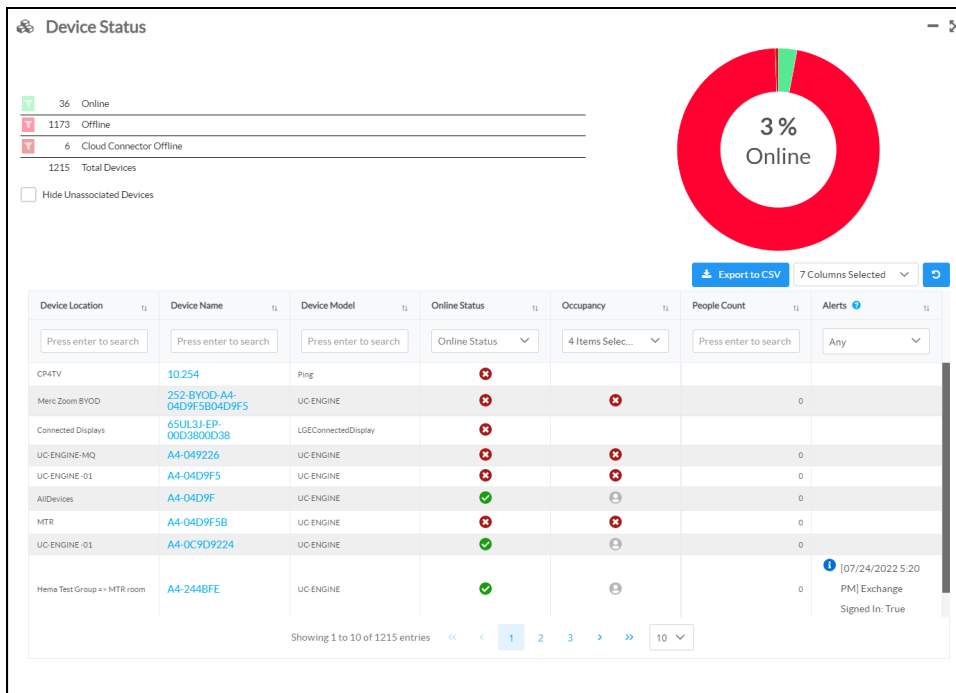 Device Status
36 Online
1173 Offline
6 Cloud Connector Offline
1215 Total Devices
Hide Unassociated Devices
3 %
Online
Export to CSV 7 Columns Selected
Device Location Device Name Device Model Online Status Occupancy People Count Alerts ?
Press enter to search Press enter to search Press enter to search Online Status 4 Items Selec... Press enter to search Any
CP4TV 10.254 Ping
Merc Zoom BYOD 252-BYOD-A4-
04D9F5B04D9F5 UC-ENGINE 0
Connected Displays 65UL3J-EP-
00D3800D38 LGEConnectedDisplay
UC-ENGINE-MQ A4-049226 UC-ENGINE 0
UC-ENGINE -01 A4-04D9F5 UC-ENGINE 0
AllDevices A4-04D9F UC-ENGINE 0
MTR A4-04D9F5B UC-ENGINE 0
UC-ENGINE -01 A4-0C9D9224 UC-ENGINE 0
Hema Test Group => MTR room A4-244BFE UC-ENGINE 0 [07/24/2022 5:20
PM] Exchange
Signed In: True
Showing 1 to 10 of 1215 entries « < 1 2 3 > » 10